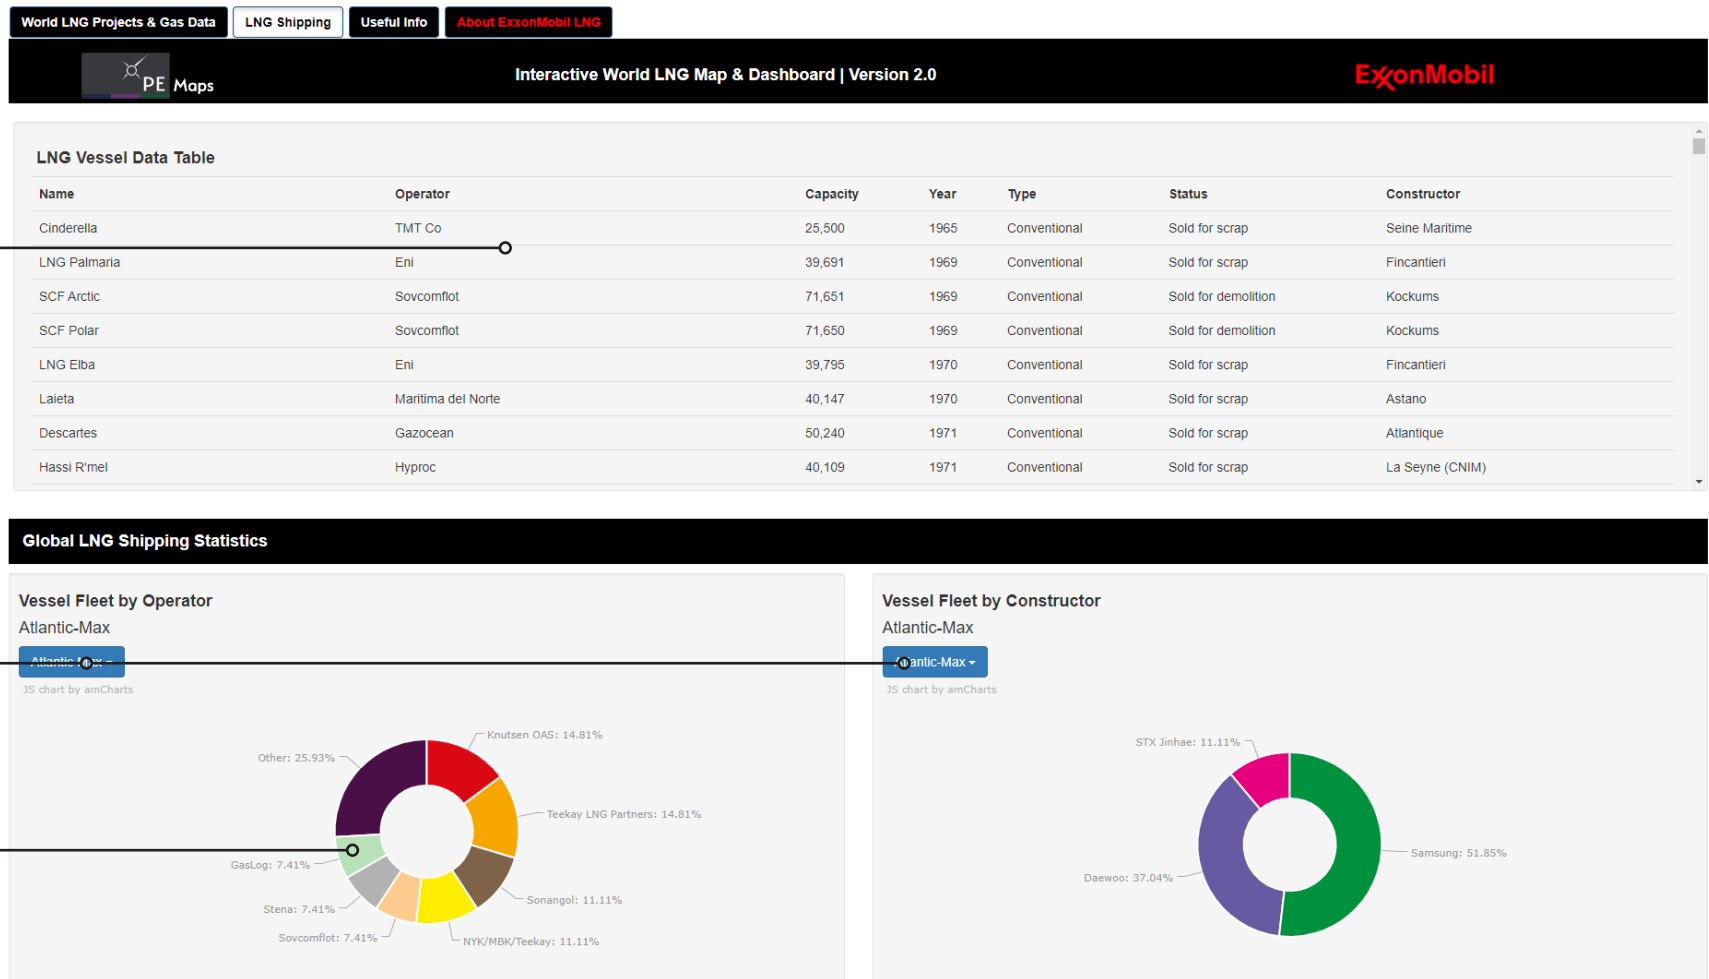 World LNG Projects & Gas Data LNG Shipping Useful Info About ExxonMobil LNG
PE Maps Interactive World LNG Map & Dashboard | Version 2.0 ExxonMobil
LNG Vessel Data Table
Name Operator Capacity Year Type Status Constructor
Cinderella TMT Co 25,500 1965 Conventional Sold for scrap Seine Maritime
LNG Palmaria Eni 39,691 1969 Conventional Sold for scrap Fincantieri
SCF Arctic Sovcomflot 71,651 1969 Conventional Sold for demolition Kockums
SCF Polar Sovcomflot 71,650 1969 Conventional Sold for demolition Kockums
LNG Elba Eni 39,795 1970 Conventional Sold for scrap Fincantieri
Laieta Maritima del Norte 40,147 1970 Conventional Sold for scrap Astano
Descartes Gazocean 50,240 1971 Conventional Sold for scrap Atlantique
Hassi R'mel Hyproc 40,109 1971 Conventional Sold for scrap La Seyne (CNIM)
Global LNG Shipping Statistics
Vessel Fleet by Operator
Atlantic-Max
Atlantic-Max
JS chart by amCharts
Knutsen OAS: 14.81%
Other: 25.93%
Teekay LNG Partners: 14.81%
GasLog: 7.41%
Sonangol: 11.11%
Stena: 7.41%
Sovcomflot: 7.41%
NYK/MBK/Teekay: 11.11%
Vessel Fleet by Constructor
Atlantic-Max
Atlantic-Max
JS chart by amCharts
STX Jinhae: 11.11%
Samsung: 51.85%
Daewoo: 37.04%